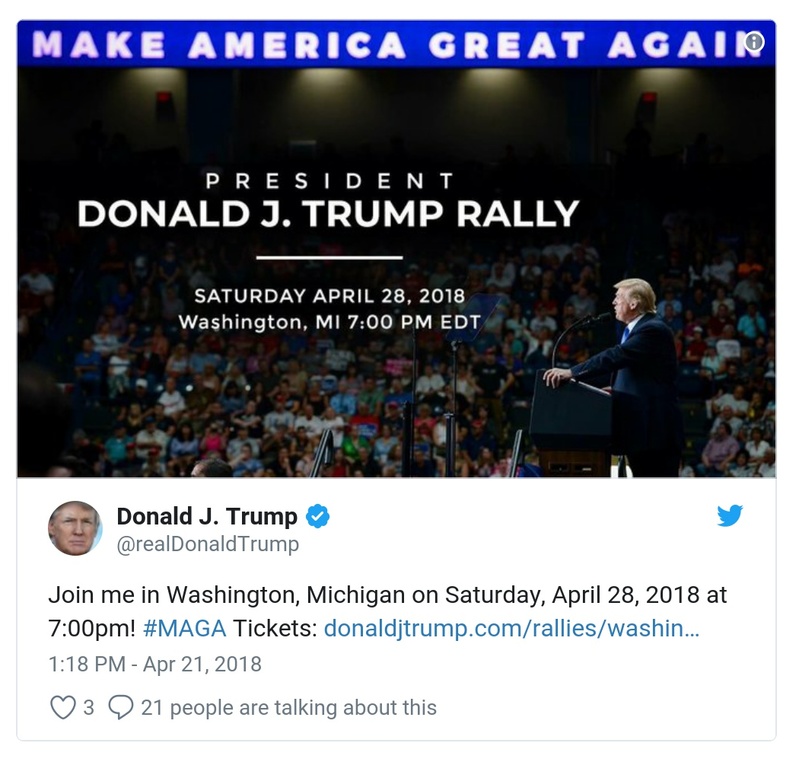 MAKE AMERICA GREAT AGAIN
PRESIDENT
DONALD J. TRUMP RALLY
SATURDAY APRIL 28, 2018
Washington, MI 7:00 PM EDT
Donald J. Trump
@realDonaldTrump
Join me in Washington, Michigan on Saturday, April 28, 2018 at
7:00pm! #MAGA Tickets: donaldjtrump.com/rallies/washin…
1:18 PM - Apr 21, 2018
3 21 people are talking about this